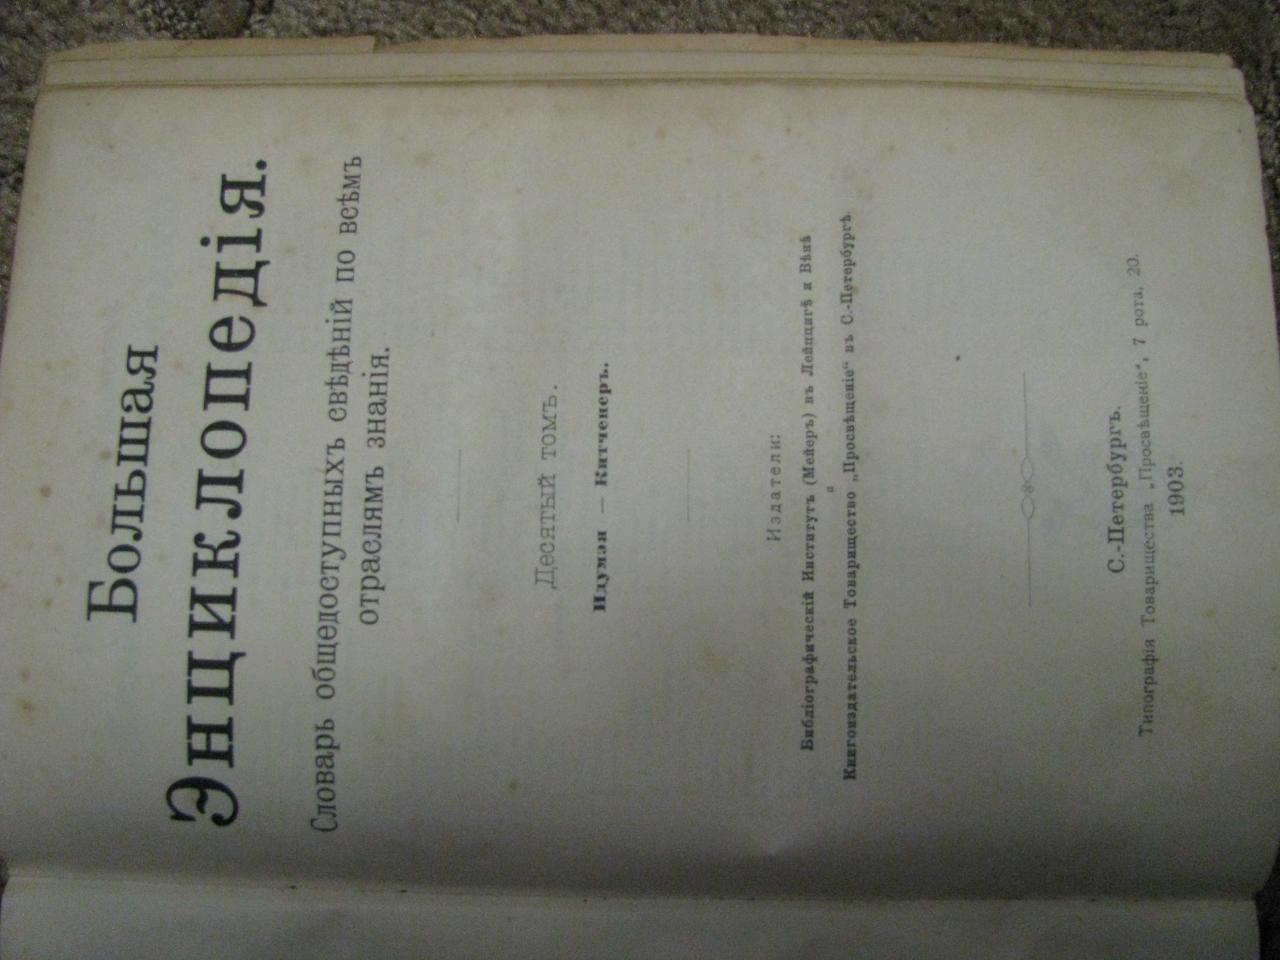 Большая
Энциклопедія.
Словарь общедоступныхъ свѣдѣній по всѣмъ
отраслямъ знанія.
Десятый томъ.
Идумэя — Китченеръ.
Издатели:
Библіографическій Институтъ (Мейеръ) въ Лейпцигѣ и Вѣнѣ
и
Книгоиздательское Товарищество „Просвѣщеніе“ въ С.-Петербургѣ.
С.-Петербургъ.
Типографія Товарищества „Просвѣщеніе“, 7 рота, 20.
1903.